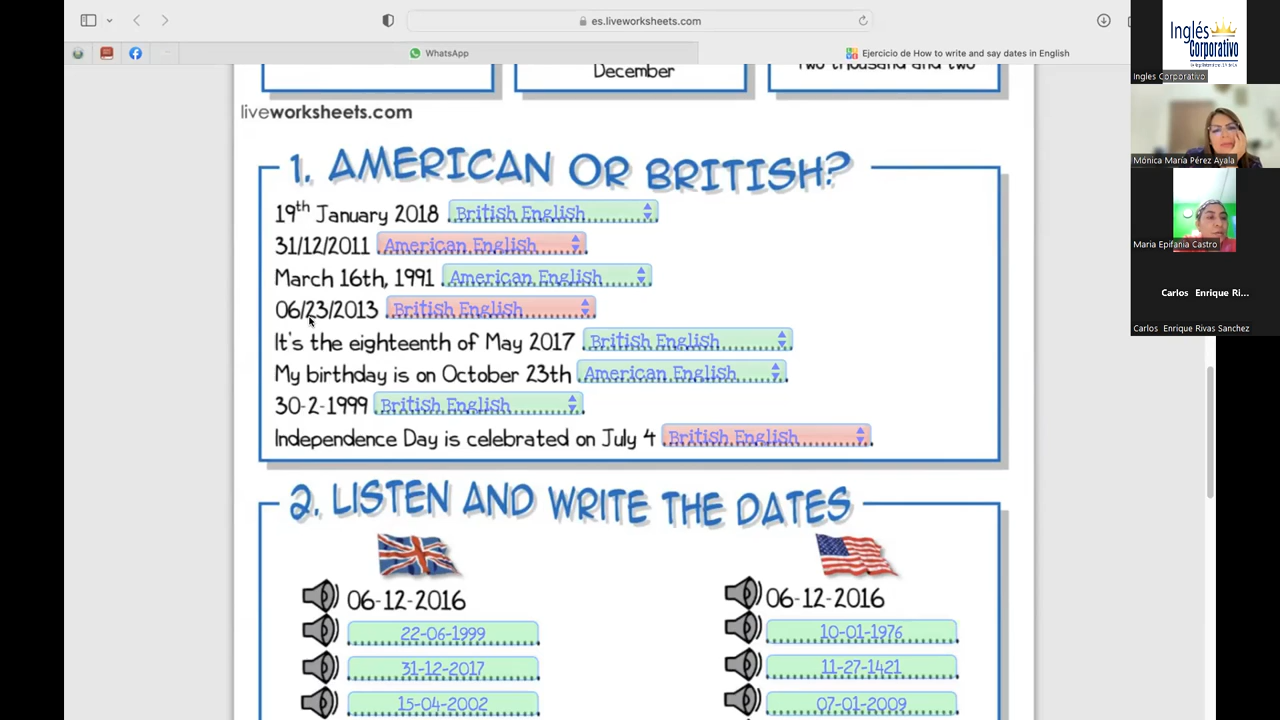 es.liveworksheets.com
WhatsApp
Ejercicio de How to write and say dates in English
Inglés
Corporativo
Ingles Corporativo
December
Two thousand and two
liveworksheets.com
Mónica María Pérez Ayala
1. AMERICAN OR BRITISH?
19th January 2018 British English
31/12/2011 American English
Maria Epifania Castro
March 16th, 1991 American English
Carlos Enrique Ri...
06/23/2013 British English
Carlos Enrique Rivas Sanchez
It's the eighteenth of May 2017 British English
My birthday is on October 23th American English
30-2-1999 British English
Independence Day is celebrated on July 4 British English
2. LISTEN AND WRITE THE DATES
06-12-2016 06-12-2016
22-06-1999 10-01-1976
31-12-2017 11-27-1421
15-04-2002 07-01-2009